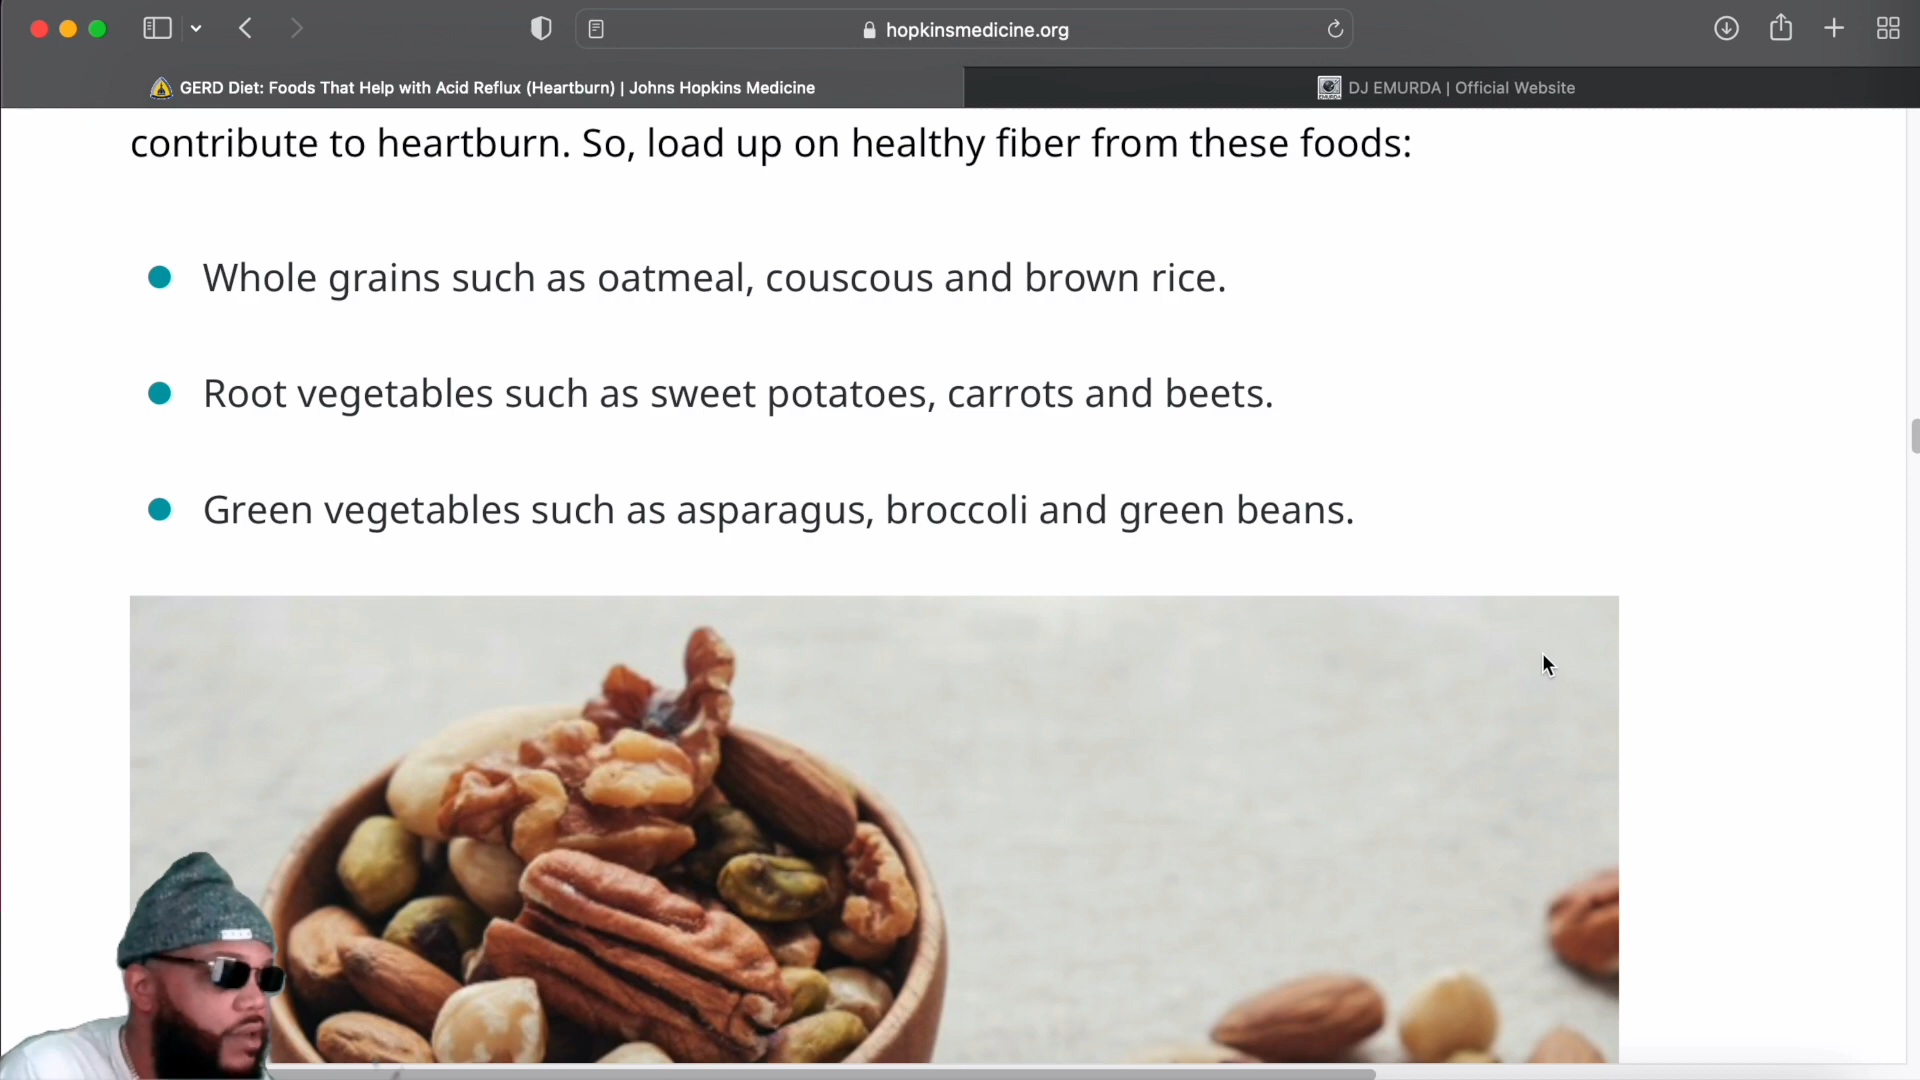 hopkinsmedicine.org
GERD Diet: Foods That Help with Acid Reflux (Heartburn) | Johns Hopkins Medicine
DJ EMURDA | Official Website
contribute to heartburn. So, load up on healthy fiber from these foods:
Whole grains such as oatmeal, couscous and brown rice.
Root vegetables such as sweet potatoes, carrots and beets.
Green vegetables such as asparagus, broccoli and green beans.